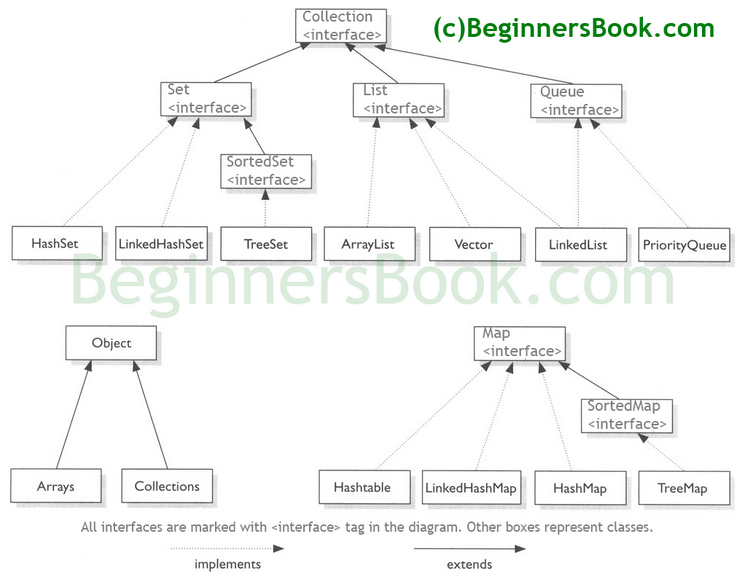 Collection
<interface>
(c)BeginnersBook.com
Set
<interface>
List
<interface>
Queue
<interface>
SortedSet
<interface>
HashSet
LinkedHashSet
TreeSet
ArrayList
Vector
LinkedList
PriorityQueue
BeginnersBook.com
Object
Map
<interface>
SortedMap
<interface>
Arrays
Collections
Hashtable
LinkedHashMap
HashMap
TreeMap
All interfaces are marked with <interface> tag in the diagram. Other boxes represent classes.
implements
extends